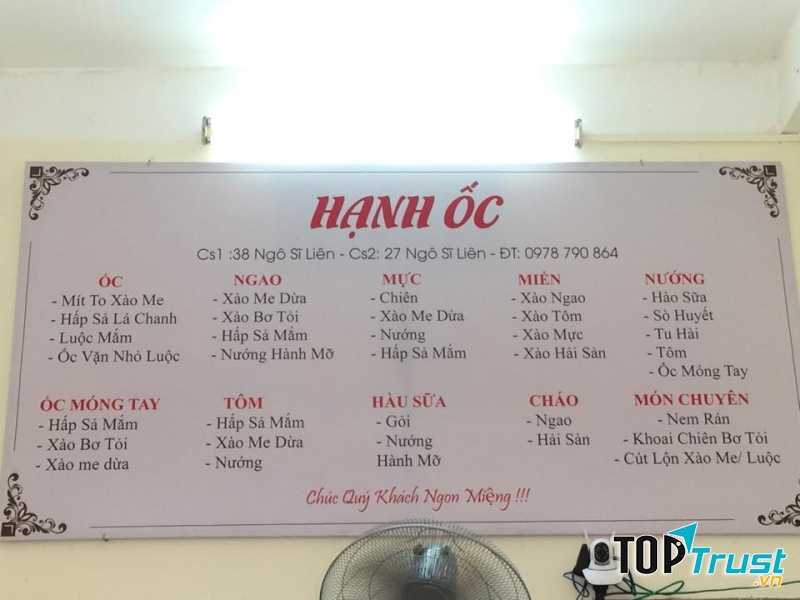 HẠNH ỐC
Cs1 :38 Ngô Sĩ Liên - Cs2: 27 Ngô Sĩ Liên - ĐT: 0978 790 864
ỐC
- Mít To Xào Me
- Hấp Sả Lá Chanh
- Luộc Mắm
- Ốc Vặn Nhỏ Luộc
NGAO
- Xào Me Dừa
- Xào Bơ Tỏi
- Hấp Sả Mắm
- Nướng Hành Mỡ
MỰC
- Chiên
- Xào Me Dừa
- Nướng
- Hấp Sả Mắm
MIẾN
- Xào Ngao
- Xào Tôm
- Xào Mực
- Xào Hải Sản
NƯỚNG
- Hào Sữa
- Sò Huyết
- Tu Hài
- Tôm
- Ốc Móng Tay
ỐC MÓNG TAY
- Hấp Sả Mắm
- Xào Bơ Tỏi
- Xào me dừa
TÔM
- Hấp Sả Mắm
- Xào Me Dừa
- Nướng
HÀU SỮA
- Gỏi
- Nướng
Hành Mỡ
CHÁO
- Ngao
- Hải Sản
MÓN CHUYÊN
- Nem Rán
- Khoai Chiên Bơ Tỏi
- Cút Lộn Xào Me/ Luộc
Chúc Quý Khách Ngon Miệng !!!
TOP
Trust
.vn